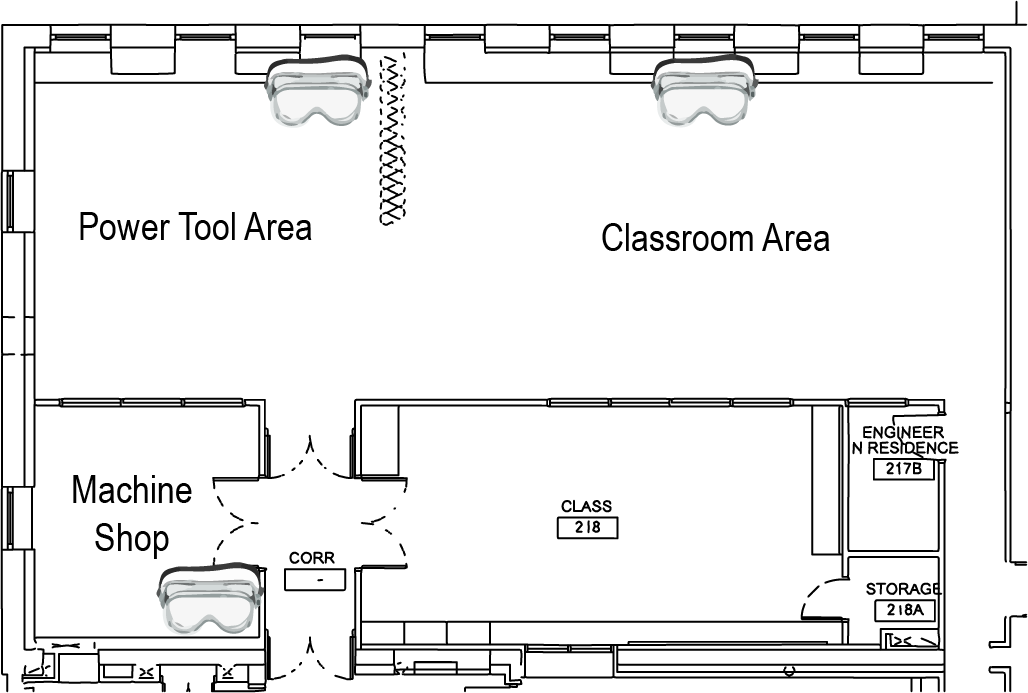 Power Tool Area
Classroom Area
ENGINEER
N RESIDENCE
217B
Machine
Shop
CLASS
218
CORR
-
STORAGE
218A